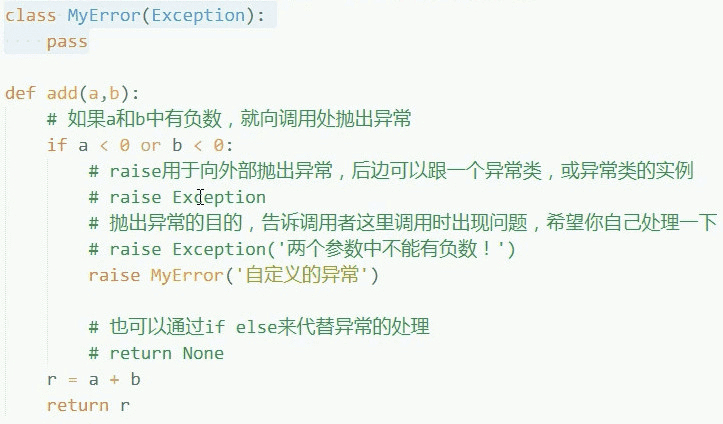 class MyError(Exception):
    pass

def add(a,b):
    # 如果a和b中有负数，就向调用处抛出异常
    if a < 0 or b < 0:
        # raise用于向外部抛出异常，后边可以跟一个异常类，或异常类的实例
        # raise Exception
        # 抛出异常的目的，告诉调用者这里调用时出现问题，希望你自己处理一下
        # raise Exception('两个参数中不能有负数！')
        raise MyError('自定义的异常')

        # 也可以通过if else来代替异常的处理
        # return None
    r = a + b
    return r